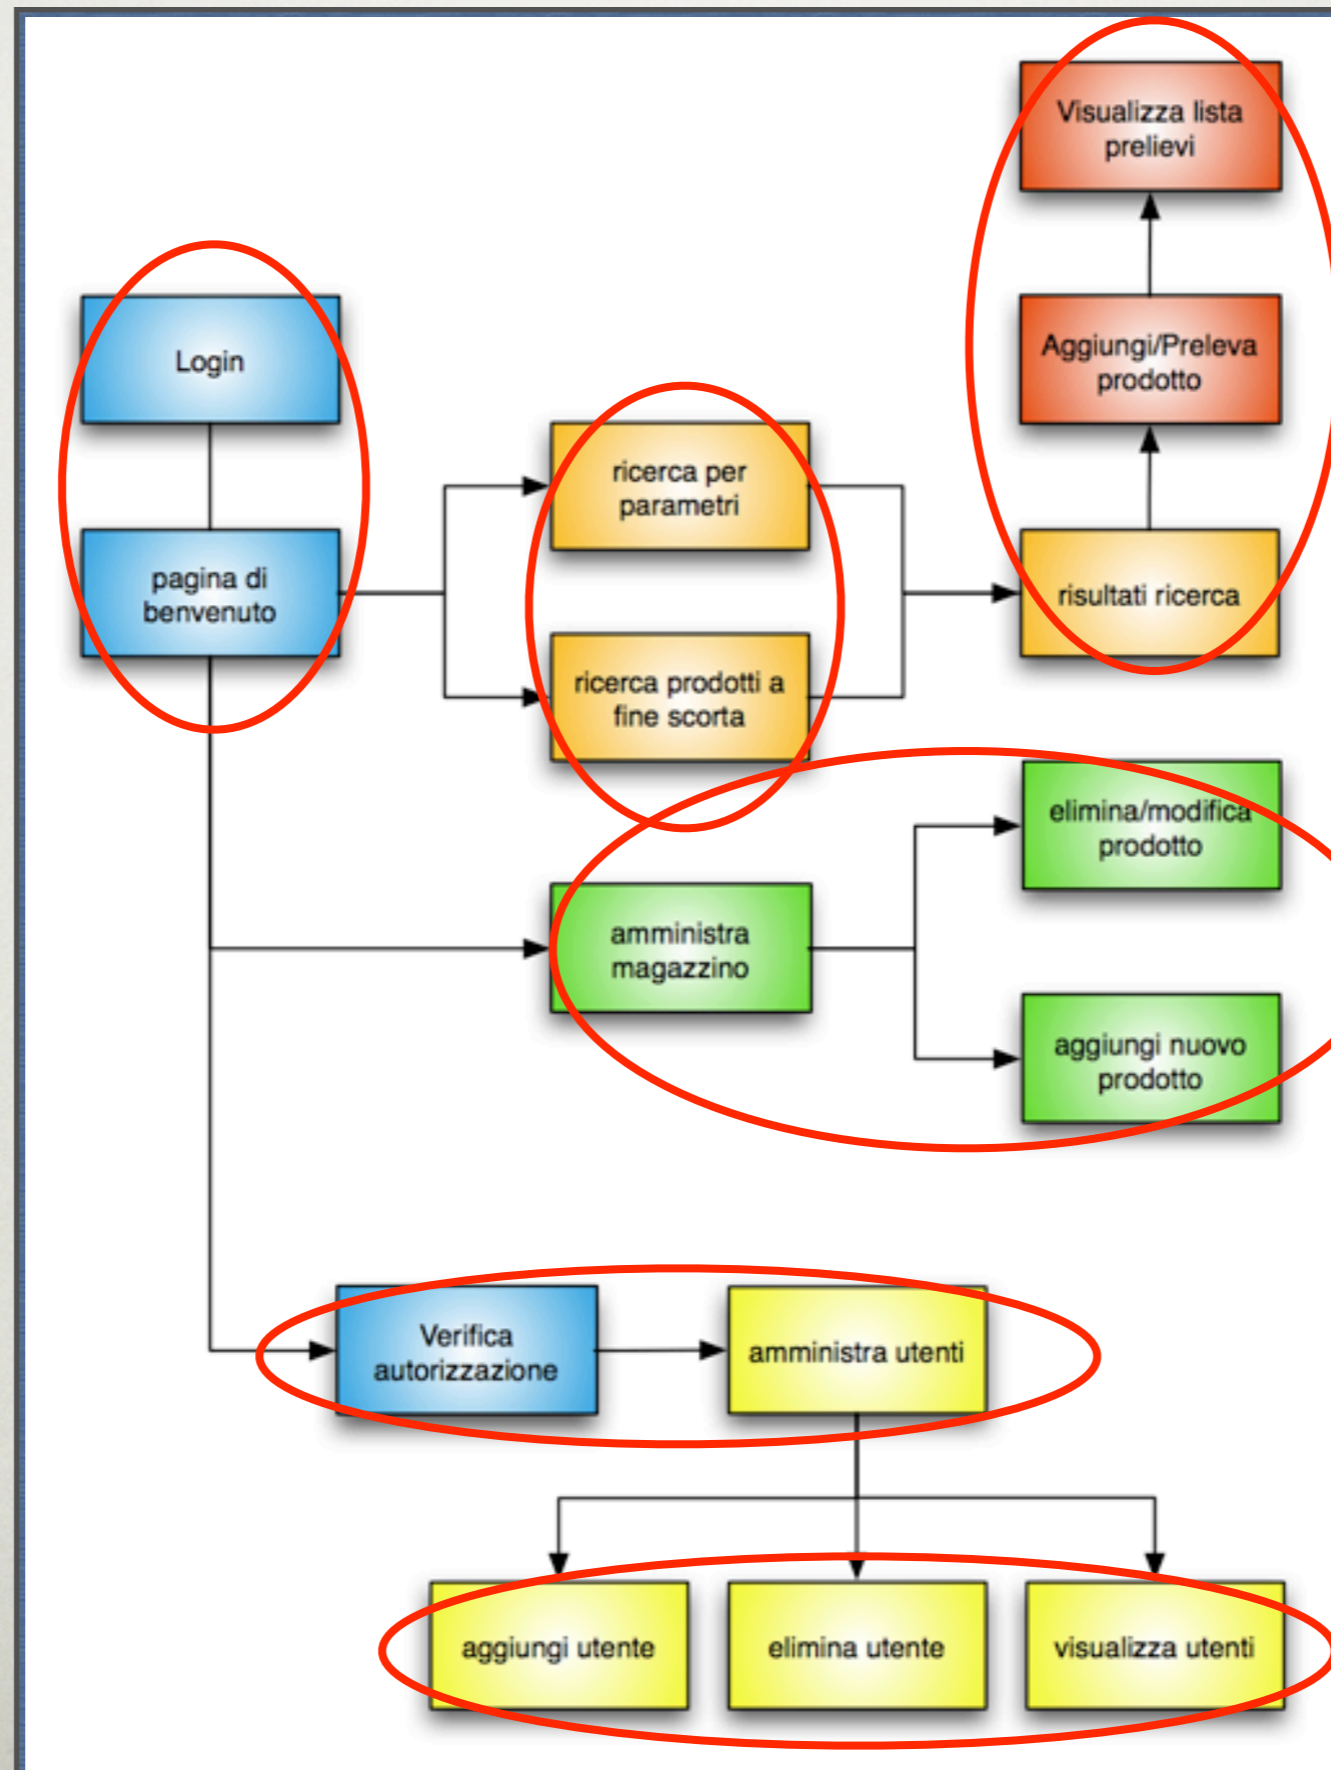 Visualizza lista
prelievi
Login
Aggiungi/Preleva
prodotto
ricerca per
parametri
pagina di
benvenuto
risultati ricerca
ricerca prodotti a
fine scorta
elimina/modifica
prodotto
amministra
magazzino
aggiungi nuovo
prodotto
Verifica
autorizzazione
amministra utenti
aggiungi utente
elimina utente
visualizza utenti